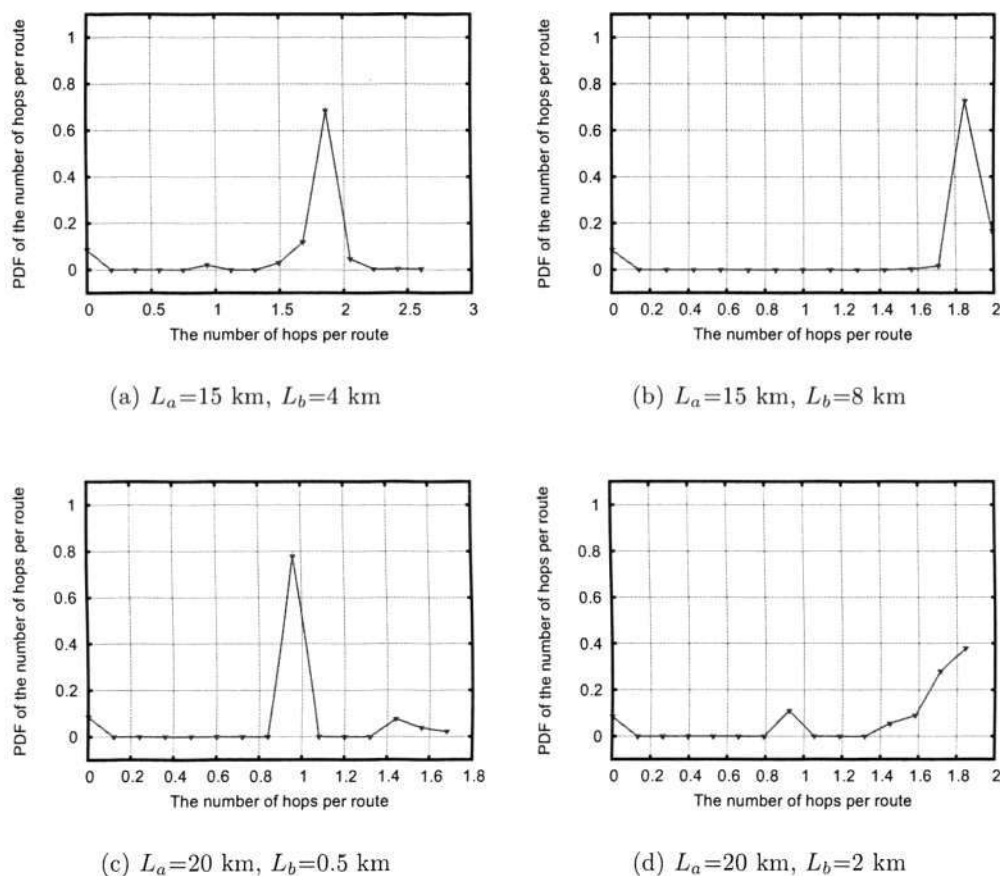 PDF of the number of hops per route
1
0.8
0.6
0.4
0.2
0
0 0.5 1 1.5 2 2.5 3
The number of hops per route
(a) Lₐ=15 km, L_b=4 km
PDF of the number of hops per route
1
0.8
0.6
0.4
0.2
0
0 0.2 0.4 0.6 0.8 1 1.2 1.4 1.6 1.8 2
The number of hops per route
(b) Lₐ=15 km, L_b=8 km
PDF of the number of hops per route
1
0.8
0.6
0.4
0.2
0
0 0.2 0.4 0.6 0.8 1 1.2 1.4 1.6 1.8
The number of hops per route
(c) Lₐ=20 km, L_b=0.5 km
PDF of the number of hops per route
1
0.8
0.6
0.4
0.2
0
0 0.2 0.4 0.6 0.8 1 1.2 1.4 1.6 1.8 2
The number of hops per route
(d) Lₐ=20 km, L_b=2 km